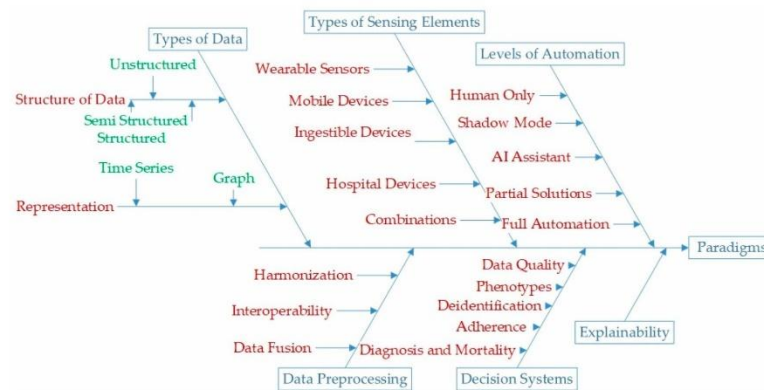 Types of Sensing Elements
Types of Data
Levels of Automation
Unstructured
Wearable Sensors
Structure of Data
Human Only
Mobile Devices
Semi Structured
Shadow Mode
Structured
Ingestible Devices
AI Assistant
Time Series
Graph
Hospital Devices
Partial Solutions
Representation
Combinations
Full Automation
Paradigms
Data Quality
Harmonization
Phenotypes
Interoperability
Deidentification
Adherence
Explainability
Data Fusion
Diagnosis and Mortality
Data Preprocessing
Decision Systems